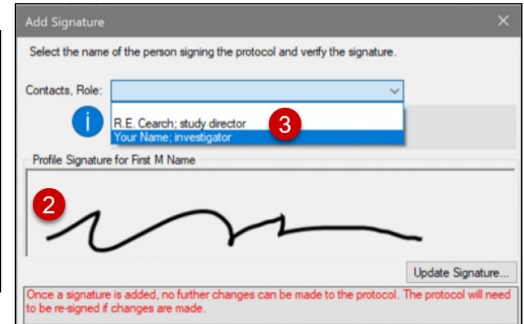 Add Signature
Select the name of the person signing the protocol and verify the signature.
Contacts, Role:
i
R.E. Cearch; study director
3
Your Name; investigator
Profile Signature for First M Name
2
Update Signature...
Once a signature is added, no further changes can be made to the protocol. The protocol will need
to be re-signed if changes are made.